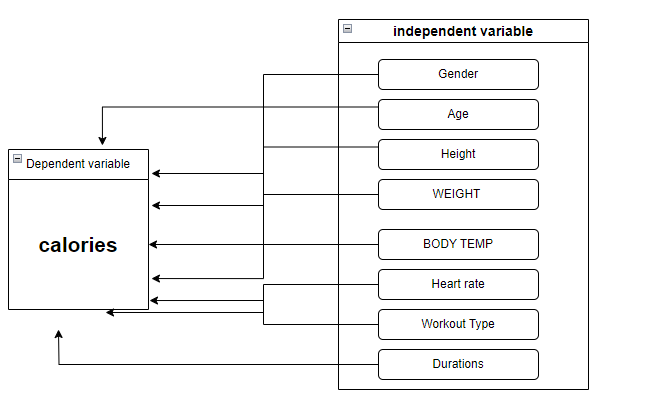 independent variable
Gender
Age
Height
WEIGHT
BODY TEMP
Heart rate
Workout Type
Durations
Dependent variable
calories